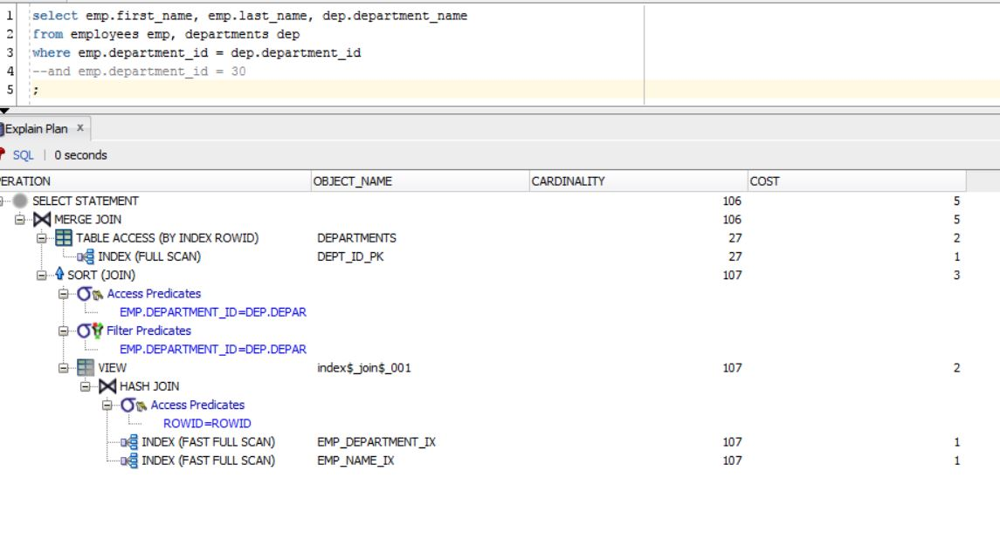 1 select emp.first_name, emp.last_name, dep.department_name
2 from employees emp, departments dep
3 where emp.department_id = dep.department_id
4 --and emp.department_id = 30
5 ;
Explain Plan x
SQL | 0 seconds
ERATION OBJECT_NAME CARDINALITY COST
SELECT STATEMENT 106 5
MERGE JOIN 106 5
TABLE ACCESS (BY INDEX ROWID) DEPARTMENTS 27 2
INDEX (FULL SCAN) DEPT_ID_PK 27 1
SORT (JOIN) 107 3
Access Predicates
EMP.DEPARTMENT_ID=DEP.DEPAR
Filter Predicates
EMP.DEPARTMENT_ID=DEP.DEPAR
VIEW index$_join$_001 107 2
HASH JOIN
Access Predicates
ROWID=ROWID
INDEX (FAST FULL SCAN) EMP_DEPARTMENT_IX 107 1
INDEX (FAST FULL SCAN) EMP_NAME_IX 107 1